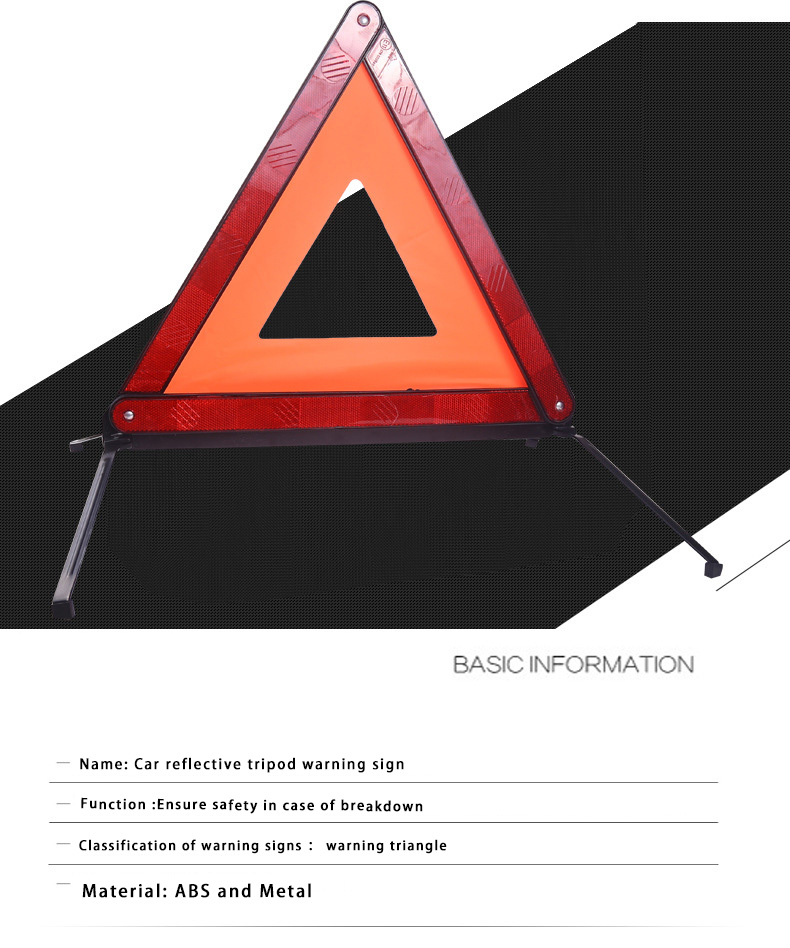 BASIC INFORMATION
Name: Car reflective tripod warning sign
Function :Ensure safety in case of breakdown
Classification of warning signs： warning triangle
Material: ABS and Metal